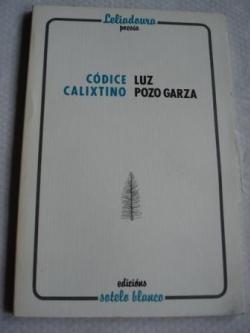 Leliadoura
poesía
CÓDICE LUZ
CALIXTINO POZO GARZA
edicións
sotelo blanco